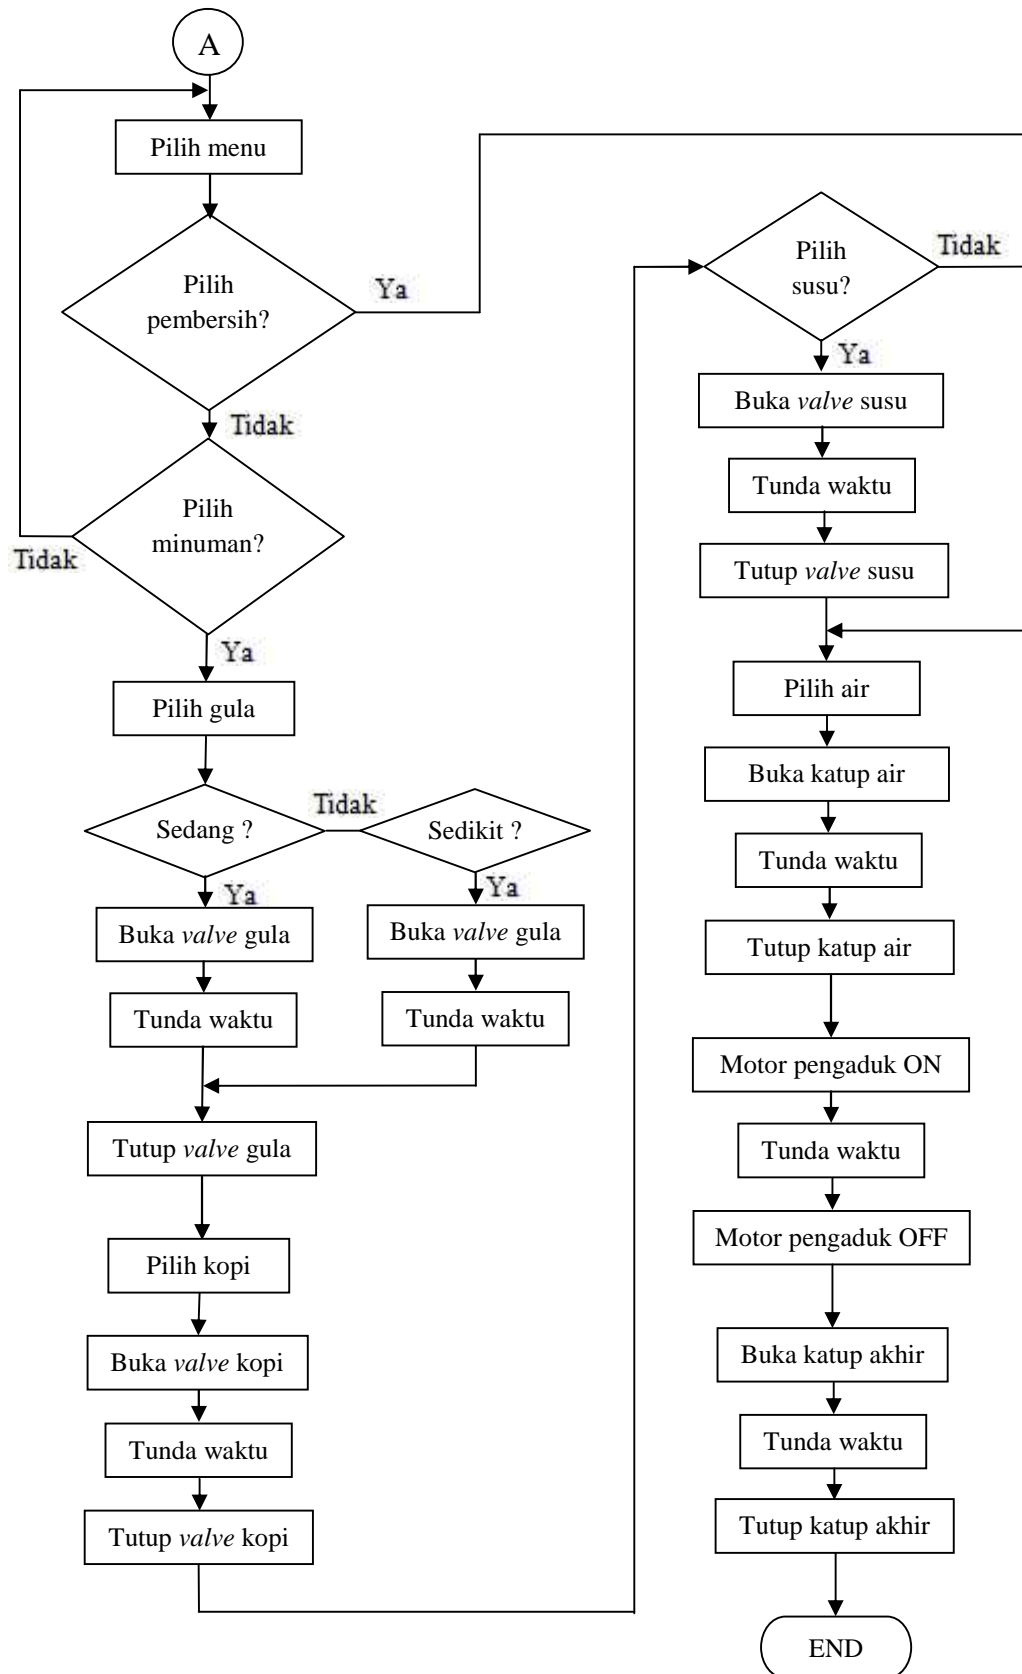 A
Pilih menu
Pilih
pembersih?
Ya
Tidak
Pilih
minuman?
Tidak
Ya
Pilih gula
Sedang ?
Tidak
Sedikit ?
Ya
Ya
Buka valve gula
Buka valve gula
Tunda waktu
Tunda waktu
Tutup valve gula
Pilih kopi
Buka valve kopi
Tunda waktu
Tutup valve kopi
Pilih
susu?
Tidak
Ya
Buka valve susu
Tunda waktu
Tutup valve susu
Pilih air
Buka katup air
Tunda waktu
Tutup katup air
Motor pengaduk ON
Tunda waktu
Motor pengaduk OFF
Buka katup akhir
Tunda waktu
Tutup katup akhir
END